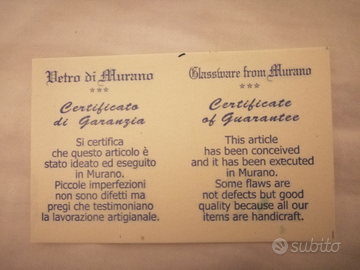 Vetro di Murano
***
Certificato
di Garanzia
Si certifica
che questo articolo è
stato ideato ed eseguito
in Murano.
Piccole imperfezioni
non sono difetti ma
pregi che testimoniano
la lavorazione artigianale.
Glassware from Murano
***
Certificate
of Guarantee
This article
has been conceived
and it has been executed
in Murano.
Some flaws are
not defects but good
quality because all our
items are handicraft.
subito